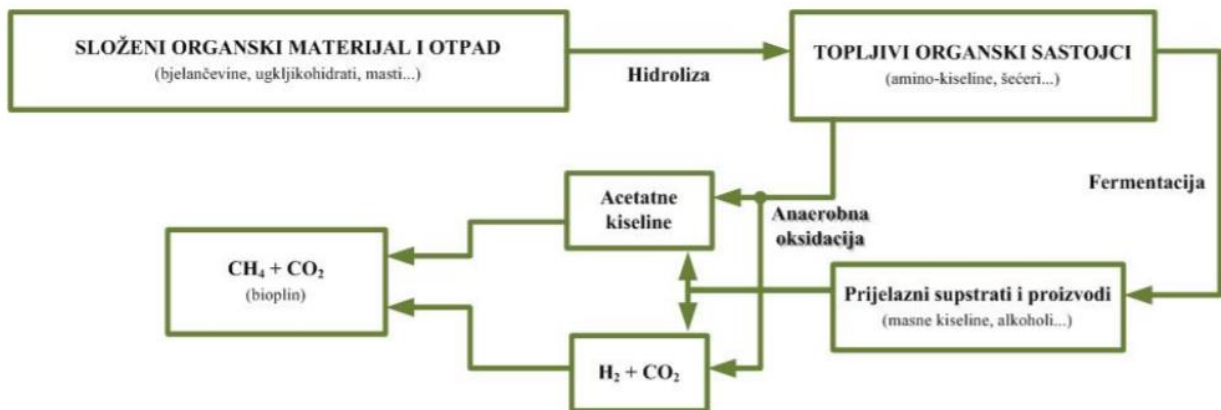 SLOŽENI ORGANSKI MATERIJAL I OTPAD
(bjelančevine, ugkljikohidrati, masti...)
Hidroliza
TOPLJIVI ORGANSKI SASTOJCI
(amino-kiseline, šećeri...)
Fermentacija
Acetatne
kiseline
Anaerobna
oksidacija
CH₄ + CO₂
(bioplin)
Prijelazni supstrati i proizvodi
(masne kiseline, alkoholi...)
H₂ + CO₂